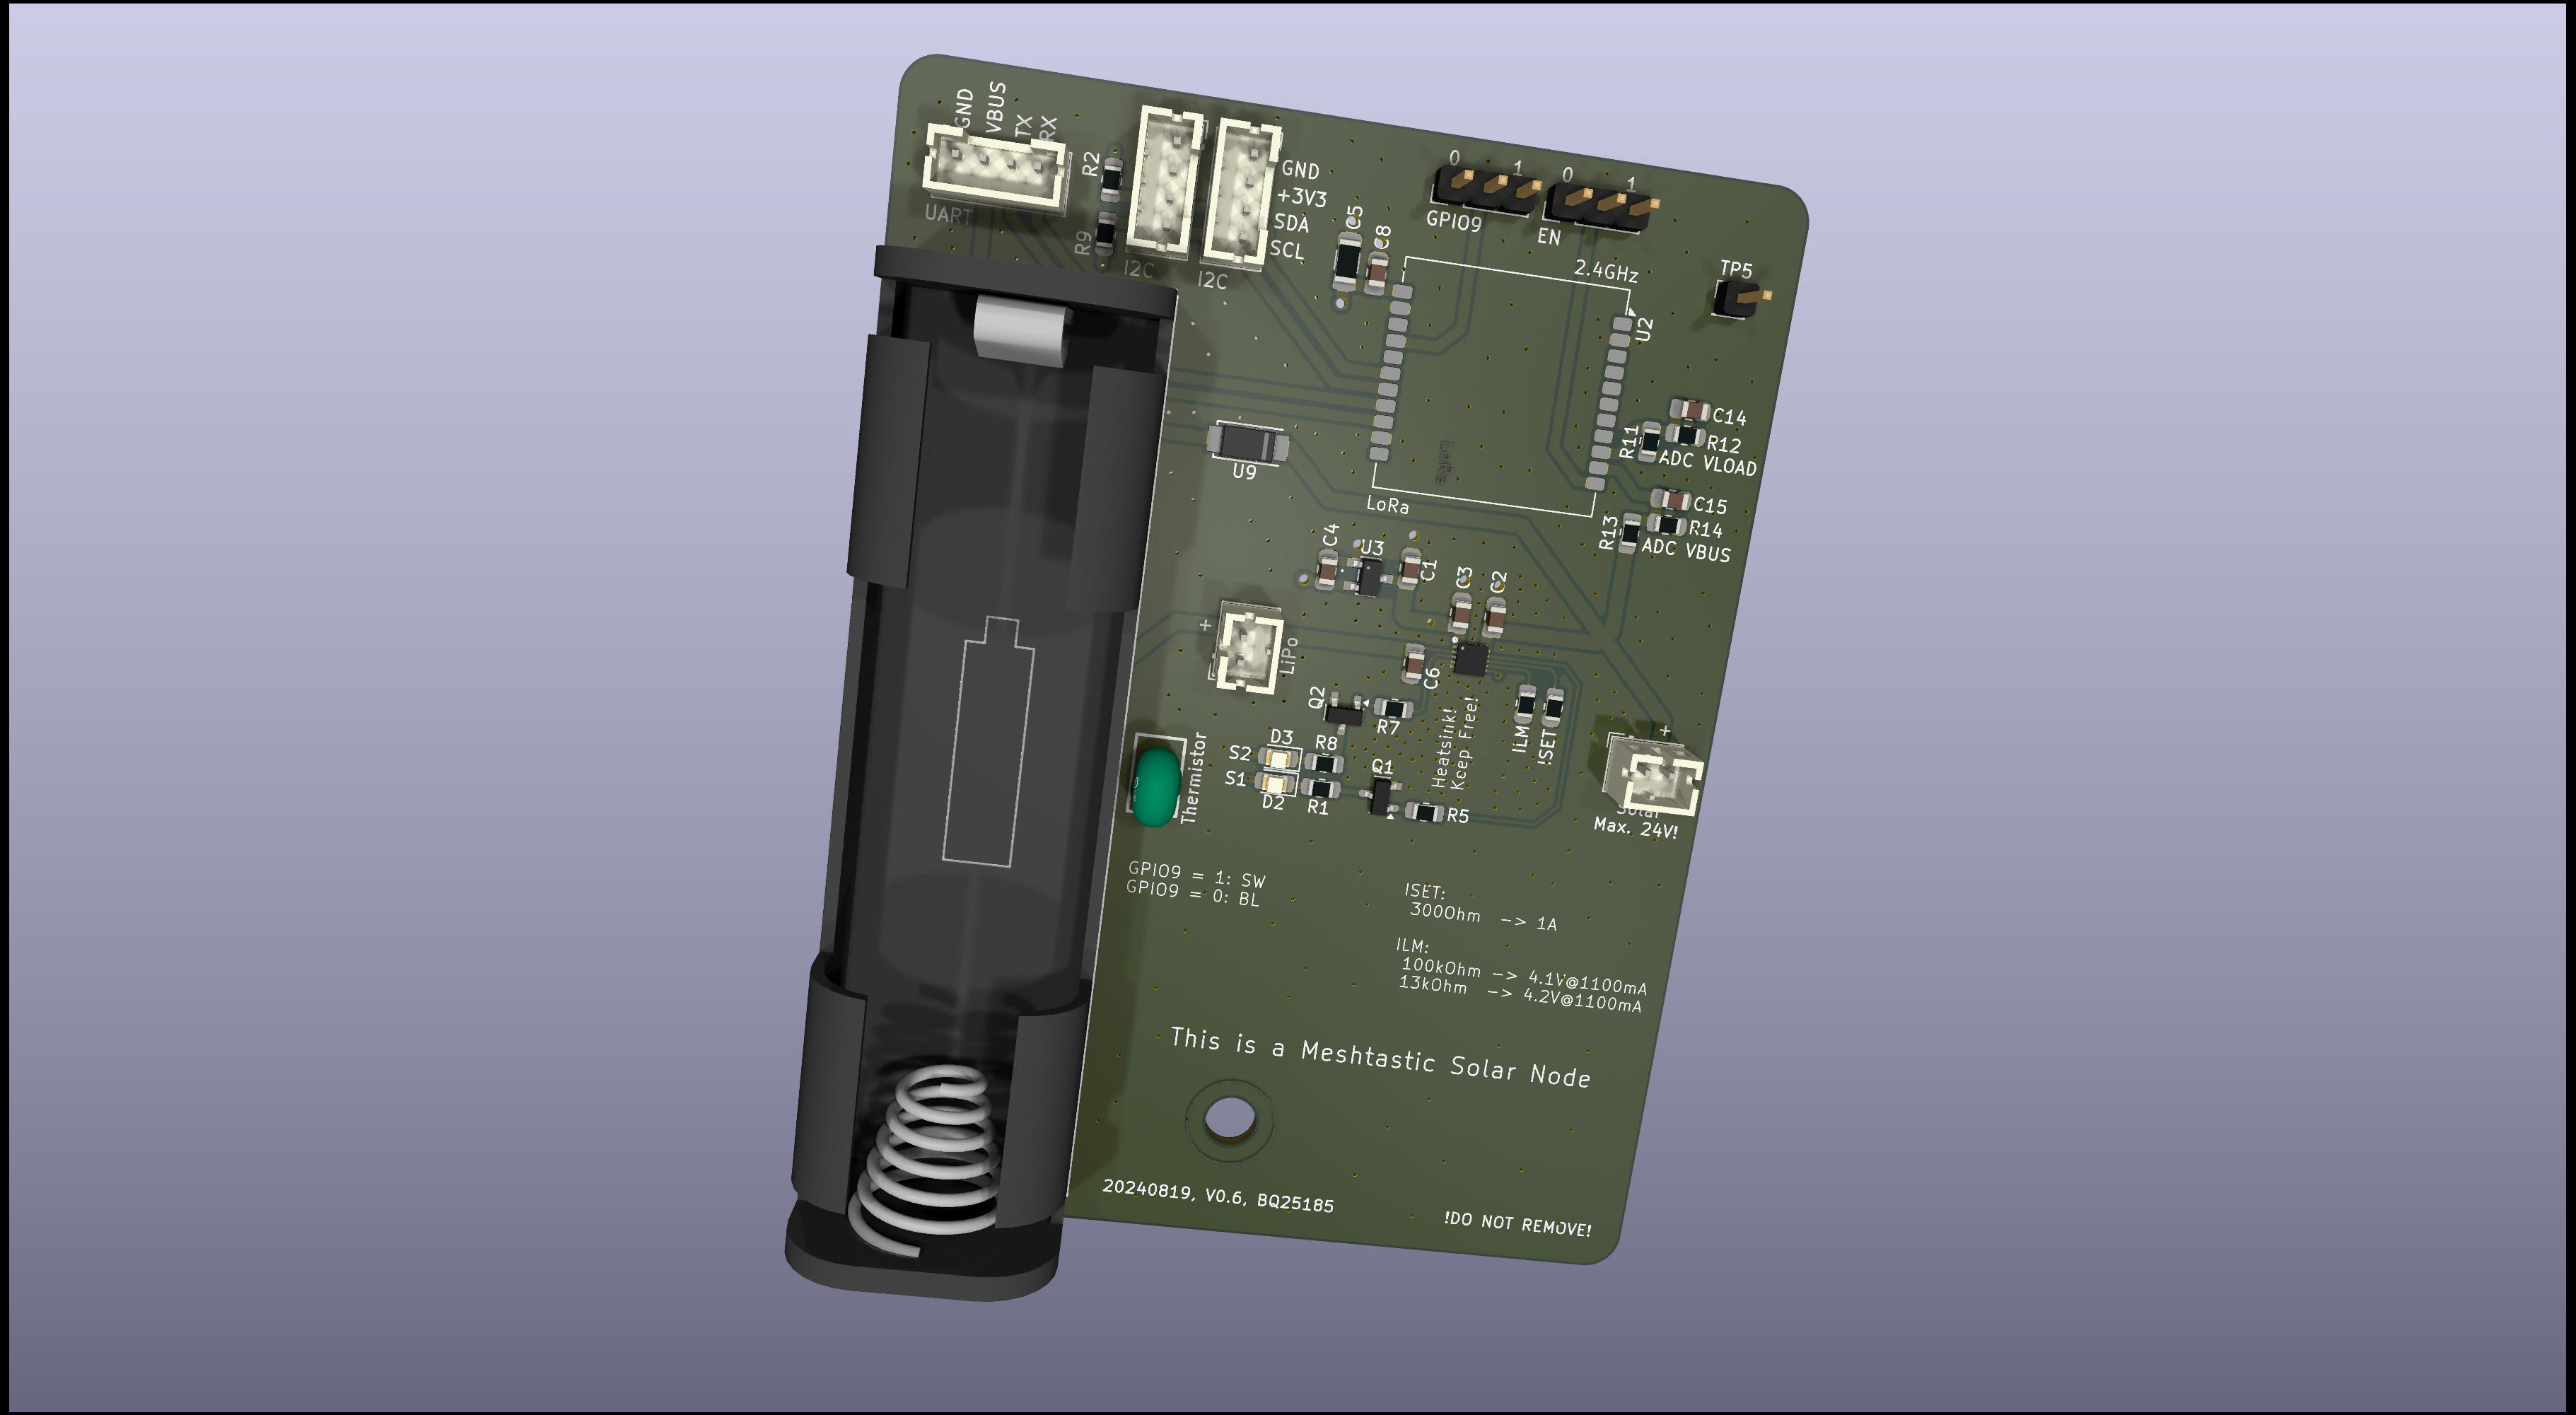 GND
VBUS
TX
RX
UART
R2
R9
I2C
I2C
GND
+3V3
SDA
SCL
C5
C8
0 1
GPIO9
0 1
EN
2.4GHz
TP5
U2
LoRa
U9
C14
R11
R12
ADC VLOAD
C15
R13
R14
ADC VBUS
C4
U3
C1
C3
C2
C6
+
LiPo
Q2
R7
Heatsink!
Keep Free!
ILM
ISET
+
Solar
Max. 24V!
Thermistor
S2
D3
R8
S1
D2
R1
Q1
R5
GPIO9 = 1: SW
GPIO9 = 0: BL
ISET:
300Ohm -> 1A
ILM:
100kOhm -> 4.1V@1100mA
13kOhm -> 4.2V@1100mA
This is a Meshtastic Solar Node
20240819, V0.6, BQ25185
!DO NOT REMOVE!